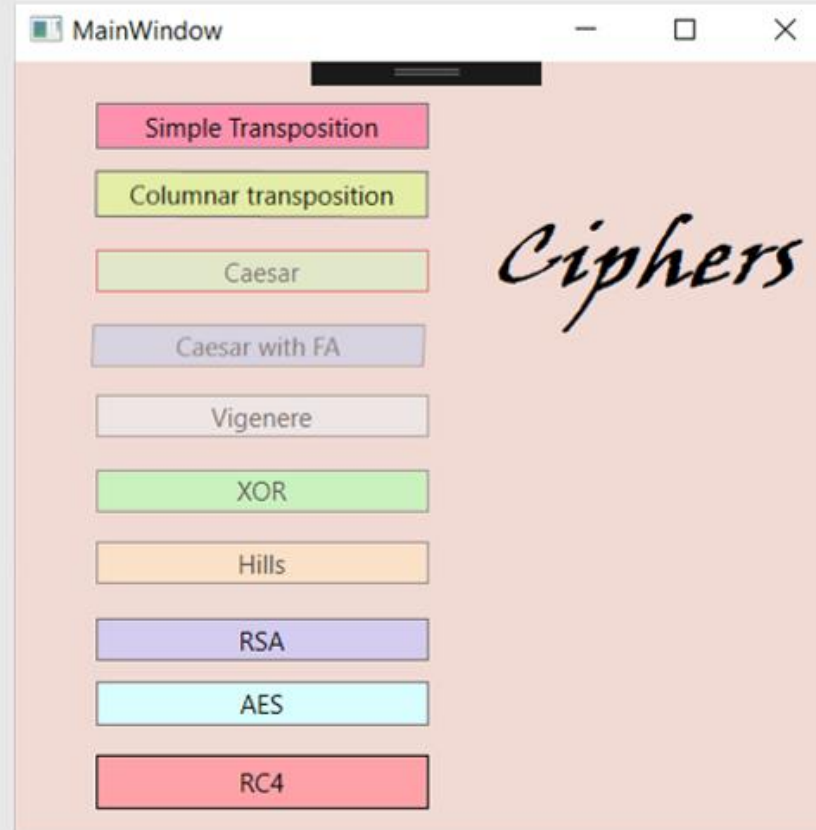 MainWindow
Simple Transposition
Columnar transposition
Ciphers
Caesar
Caesar with FA
Vigenere
XOR
Hills
RSA
AES
RC4